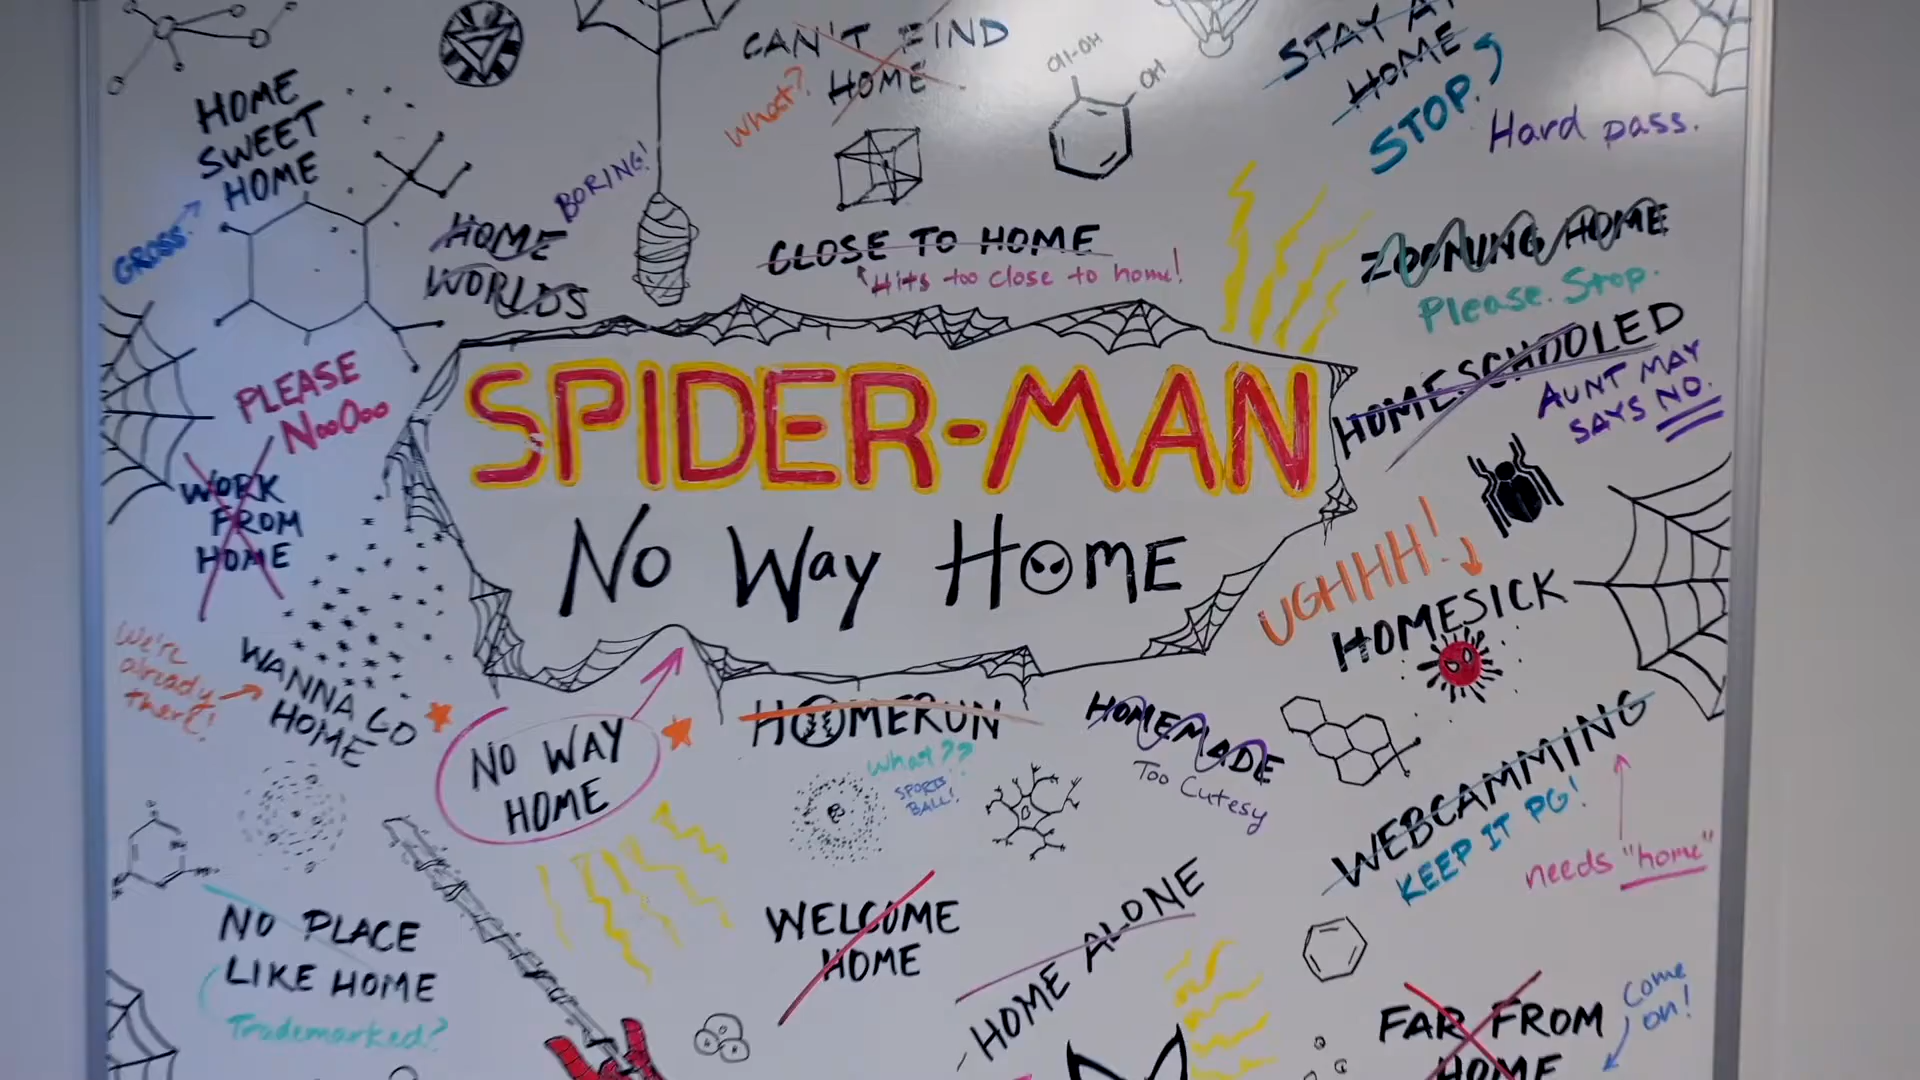 CAN'T FIND
HOME
What?
OH-OH
OH
STAY A
HOME
STOP.
Hard pass.
HOME
SWEET
HOME
GROSS!
HOME
WORLDS
BORING!
CLOSE TO HOME
Hits too close to home!
ZOOMING HOME
Please. Stop.
HOMESCHOOLED
AUNT MAY
SAYS NO.
PLEASE
NooOoo
WORK
FROM
HOME
SPIDER-MAN
No Way HOME
UGHHH!
HOMESICK
We're
already
there!
WANNA GO
HOME
NO WAY
HOME
HOMERUN
What??
SPORTS
BALL!
HOMEMADE
Too Cutesy
WEBCAMMING
KEEP IT PG!
needs "home"
NO PLACE
LIKE HOME
Trademarked?
WELCOME
HOME
HOME ALONE
FAR FROM
HOME
Come
on!